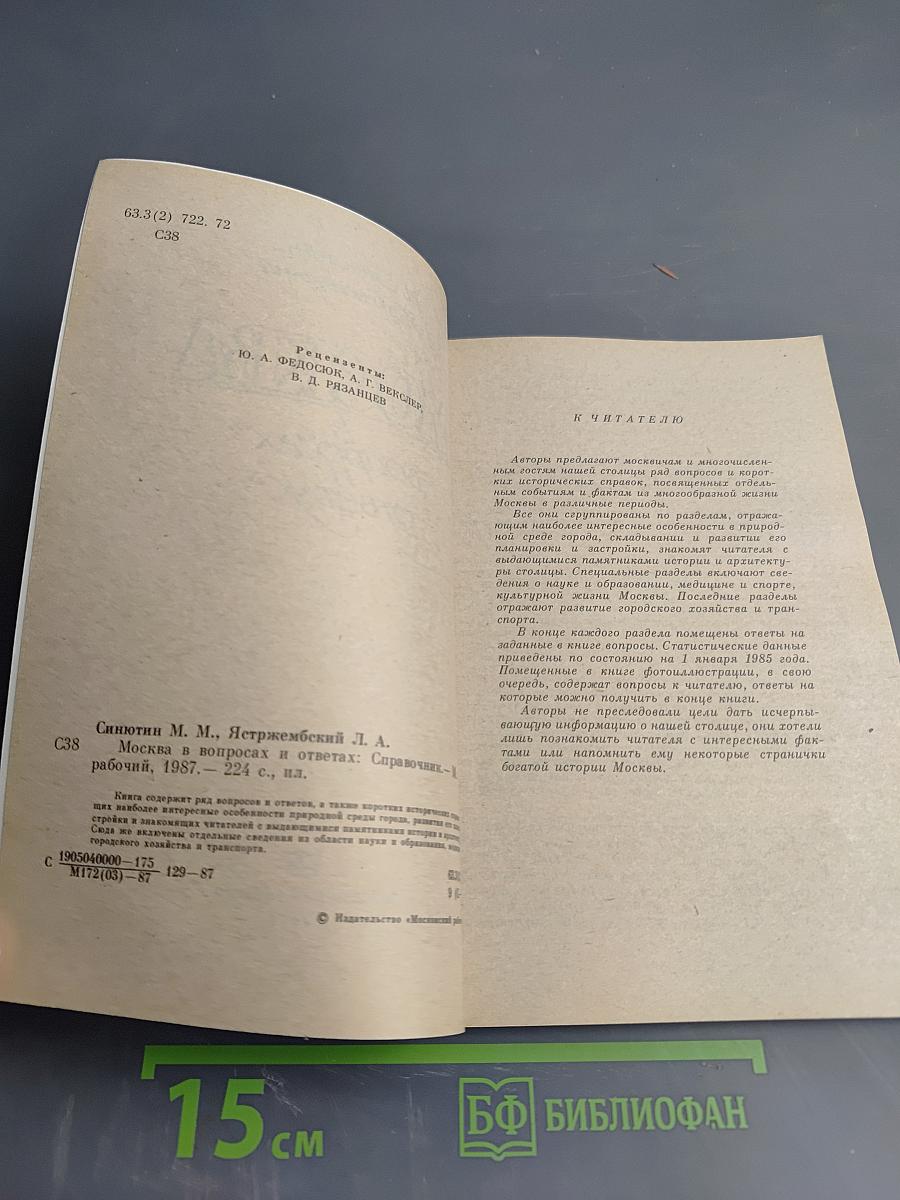 63.3(2) 722. 72
С38
Рецензенты:
Ю. А. ФЕДОСЮК, А. Г. ВЕКСЛЕР,
В. Д. РЯЗАНЦЕВ
Синютин М. М., Ястржембский Л. А.
С38 Москва в вопросах и ответах: Справочник.—
рабочий, 1987.— 224 с., ил.
Книга содержит ряд вопросов и ответов, а также коротких исторических
щих наиболее интересные особенности природной среды города, развития его
стройки и знакомящих читателей с выдающимися памятниками истории и
Сюда же включены отдельные сведения из области науки и образования,
городского хозяйства и транспорта.
С 1905040000—175
М172(03)—87 129—87
© Издательство «Московский
К ЧИТАТЕЛЮ
Авторы предлагают москвичам и многочислен-
ным гостям нашей столицы ряд вопросов и корот-
ких исторических справок, посвященных отдель-
ным событиям и фактам из многообразной жизни
Москвы в различные периоды.
Все они сгруппированы по разделам, отража-
ющим наиболее интересные особенности в природ-
ной среде города, складывании и развитии его
планировки и застройки, знакомят читателя с
выдающимися памятниками истории и архитекту-
ры столицы. Специальные разделы включают све-
дения о науке и образовании, медицине и спорте,
культурной жизни Москвы. Последние разделы
отражают развитие городского хозяйства и тран-
спорта.
В конце каждого раздела помещены ответы на
заданные в книге вопросы. Статистические данные
приведены по состоянию на 1 января 1985 года.
Помещенные в книге фотоиллюстрации, в свою
очередь, содержат вопросы к читателю, ответы на
которые можно получить в конце книги.
Авторы не преследовали цели дать исчерпы-
вающую информацию о нашей столице, они хотели
лишь познакомить читателя с интересными фак-
тами или напомнить ему некоторые странички
богатой истории Москвы.
15 см
БФ БИБЛИОФАН